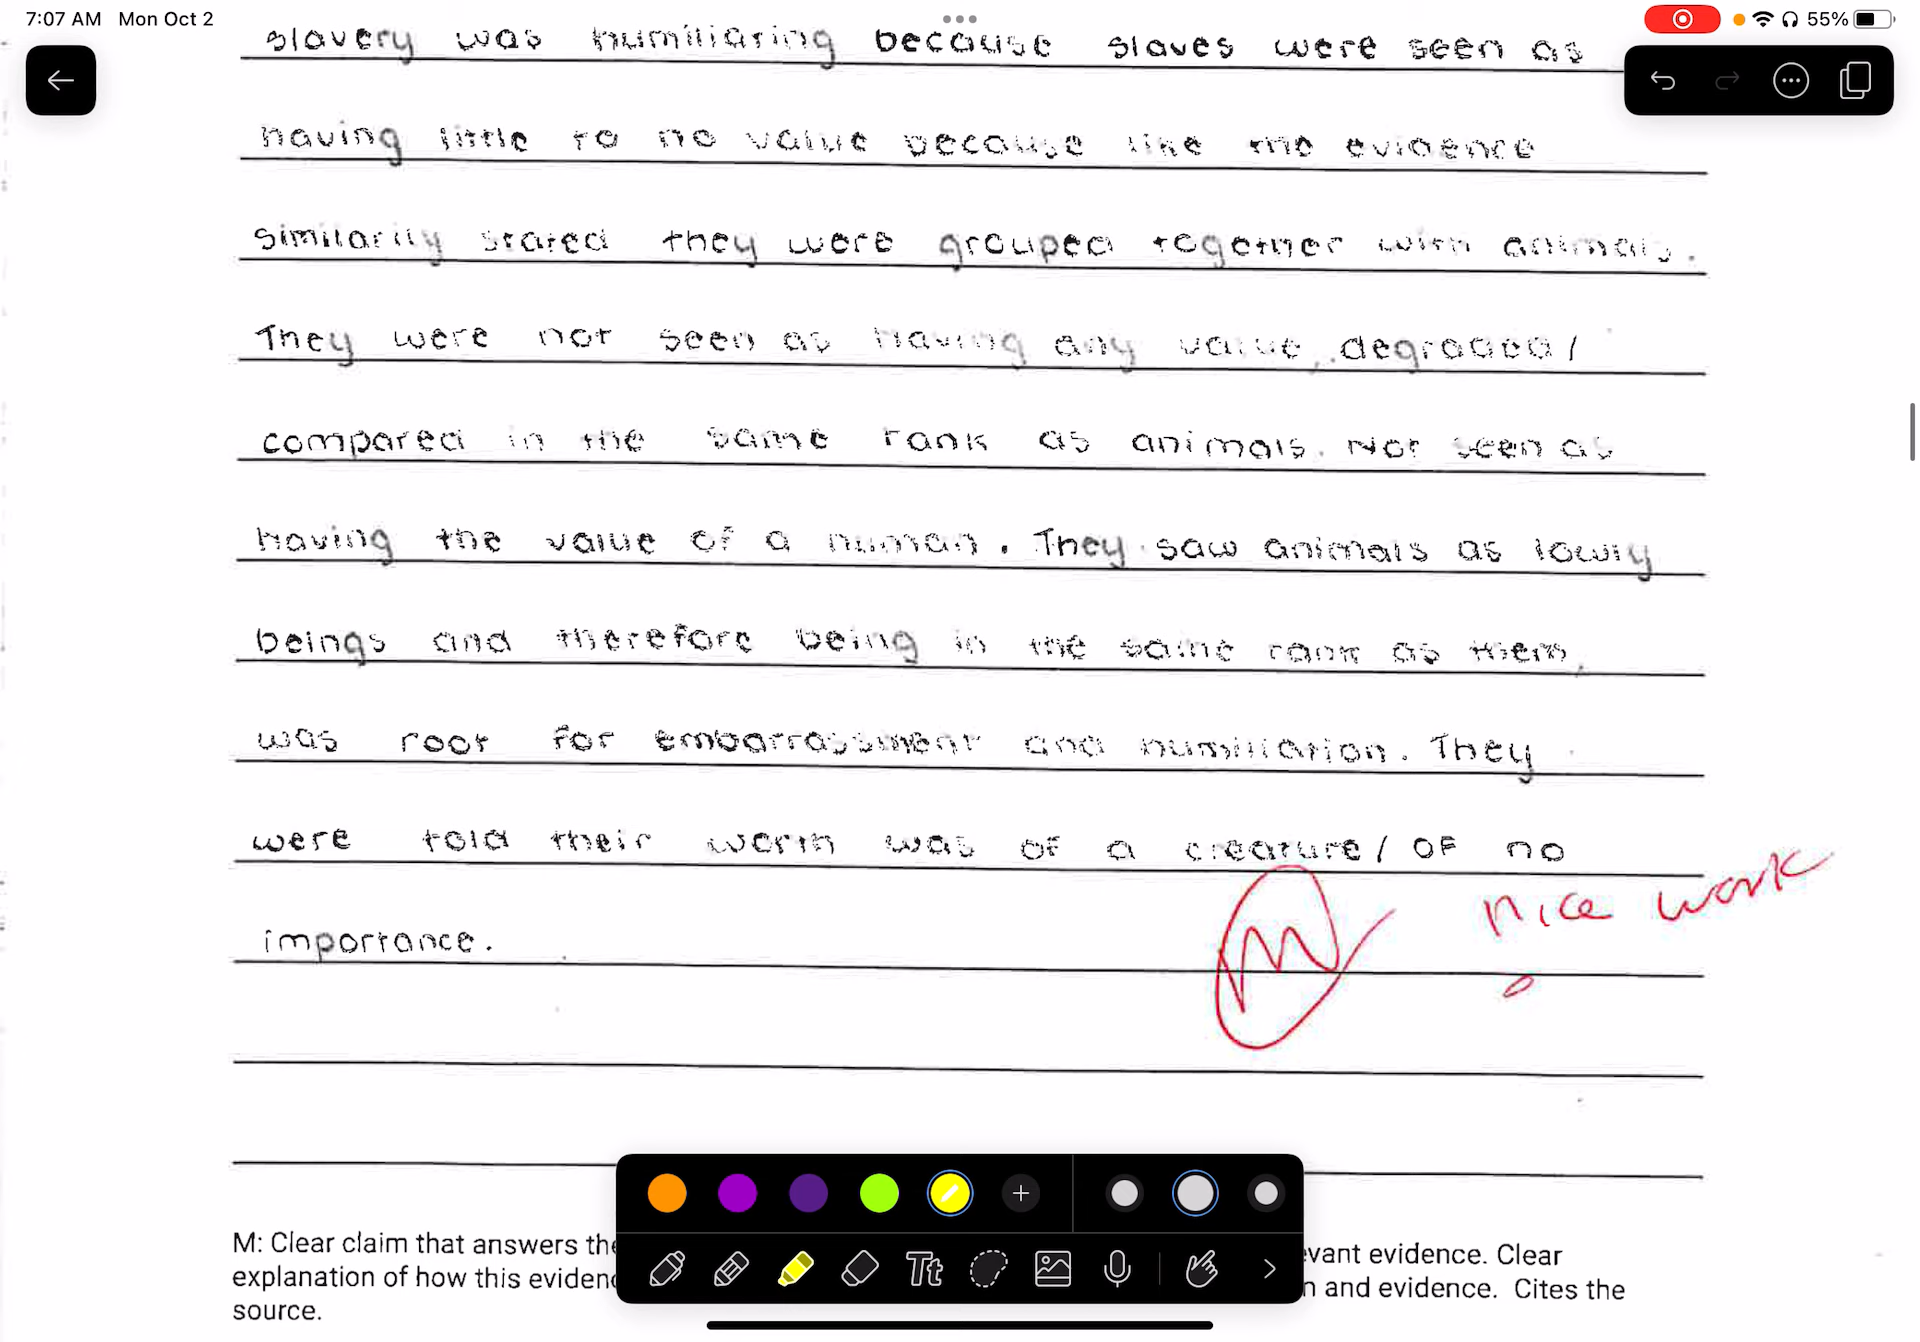 7:07 AM Mon Oct 2
55%
slavery was humiliating because slaves were seen as
having little to no value because like the evidence
similarily stated they were grouped together with animals.
They were not seen as having any value, degraded/
compared in the same rank as animals. Not seen as
having the value of a human. They saw animals as lowly
beings and therefore being in the same rank as them,
was root for embarrassment and humiliation. They
were told their worth was of a creature/ of no
importance.
M nice work
M: Clear claim that answers the
evant evidence. Clear
explanation of how this eviden
n and evidence. Cites the
source.
Tt